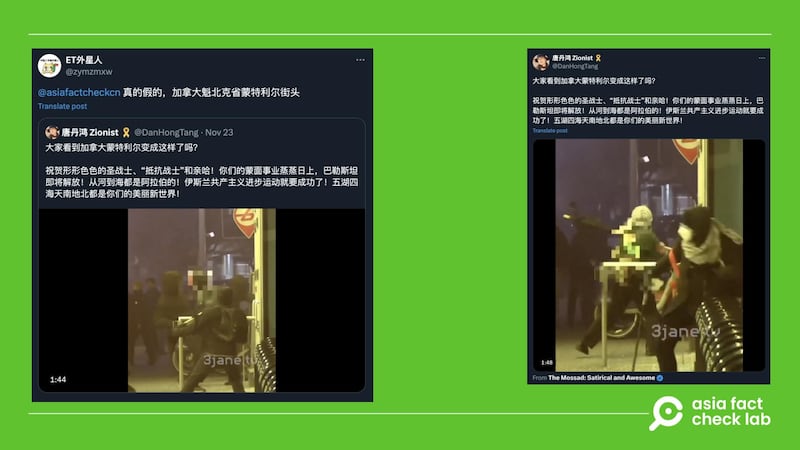 ET外星人
@zymzmxw
@asiafactcheckcn 真的假的，加拿大魁北克省蒙特利尔街头
Translate post
唐丹鸿 Zionist 🎗 @DanHongTang · Nov 23
大家看到加拿大蒙特利尔变成这样了吗？
祝贺形形色色的圣战士、“抵抗战士”和亲哈！你们的蒙面事业蒸蒸日上，巴勒斯坦
即将解放！从河到海都是阿拉伯的！伊斯兰共产主义进步运动就要成功了！五湖四
海天南地北都是你们的美丽新世界！
3jane.tv
1:44
唐丹鸿 Zionist 🎗
@DanHongTang
大家看到加拿大蒙特利尔变成这样了吗？
祝贺形形色色的圣战士、“抵抗战士”和亲哈！你们的蒙面事业蒸蒸日上，巴
勒斯坦即将解放！从河到海都是阿拉伯的！伊斯兰共产主义进步运动就要成
功了！五湖四海天南地北都是你们的美丽新世界！
Translate post
3jane.tv
1:48
From The Mossad: Satirical and Awesome
asia fact
check lab